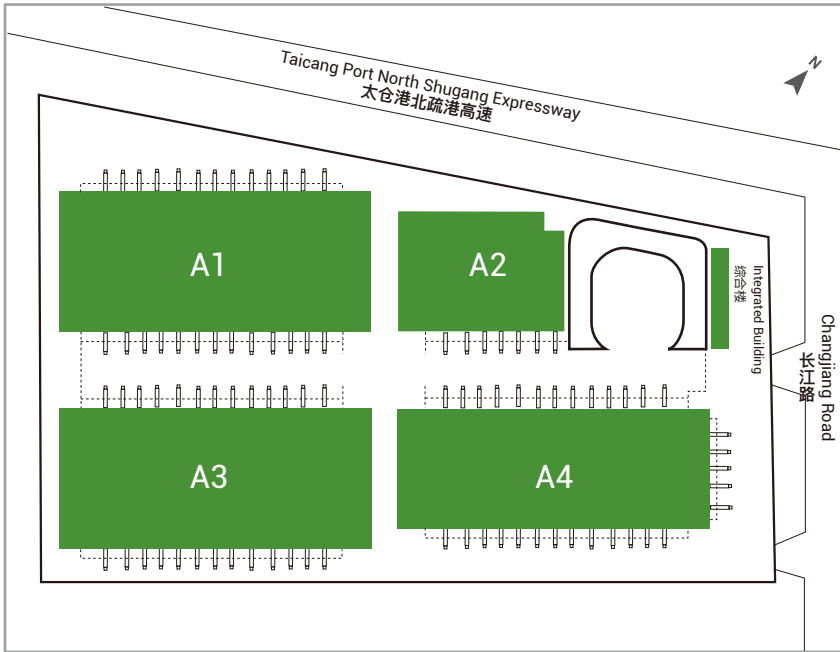 Taicang Port North Shugang Expressway
太仓港北疏港高速
N
A1
A2
Integrated Building
综合楼
Changjiang Road
长江路
A3
A4